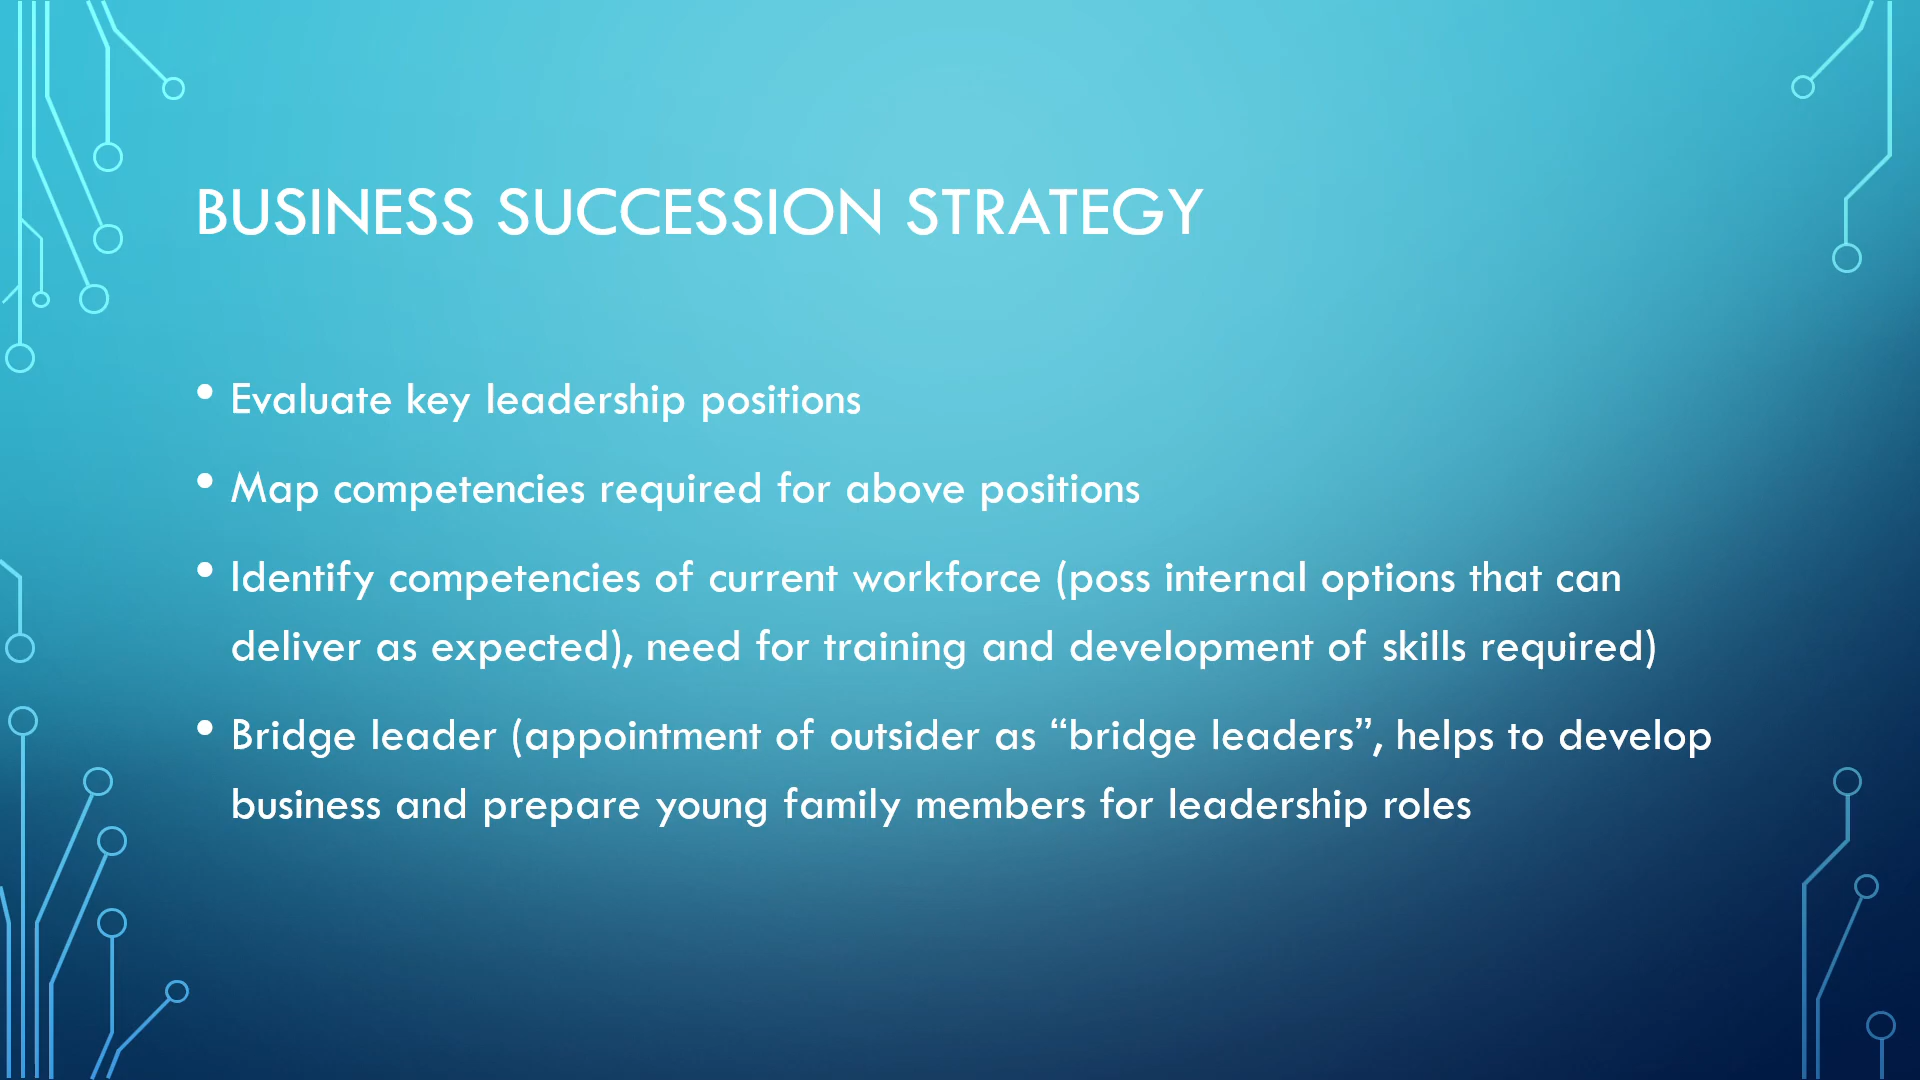 BUSINESS SUCCESSION STRATEGY
• Evaluate key leadership positions
• Map competencies required for above positions
• Identify competencies of current workforce (poss internal options that can
deliver as expected), need for training and development of skills required)
• Bridge leader (appointment of outsider as “bridge leaders”, helps to develop
business and prepare young family members for leadership roles